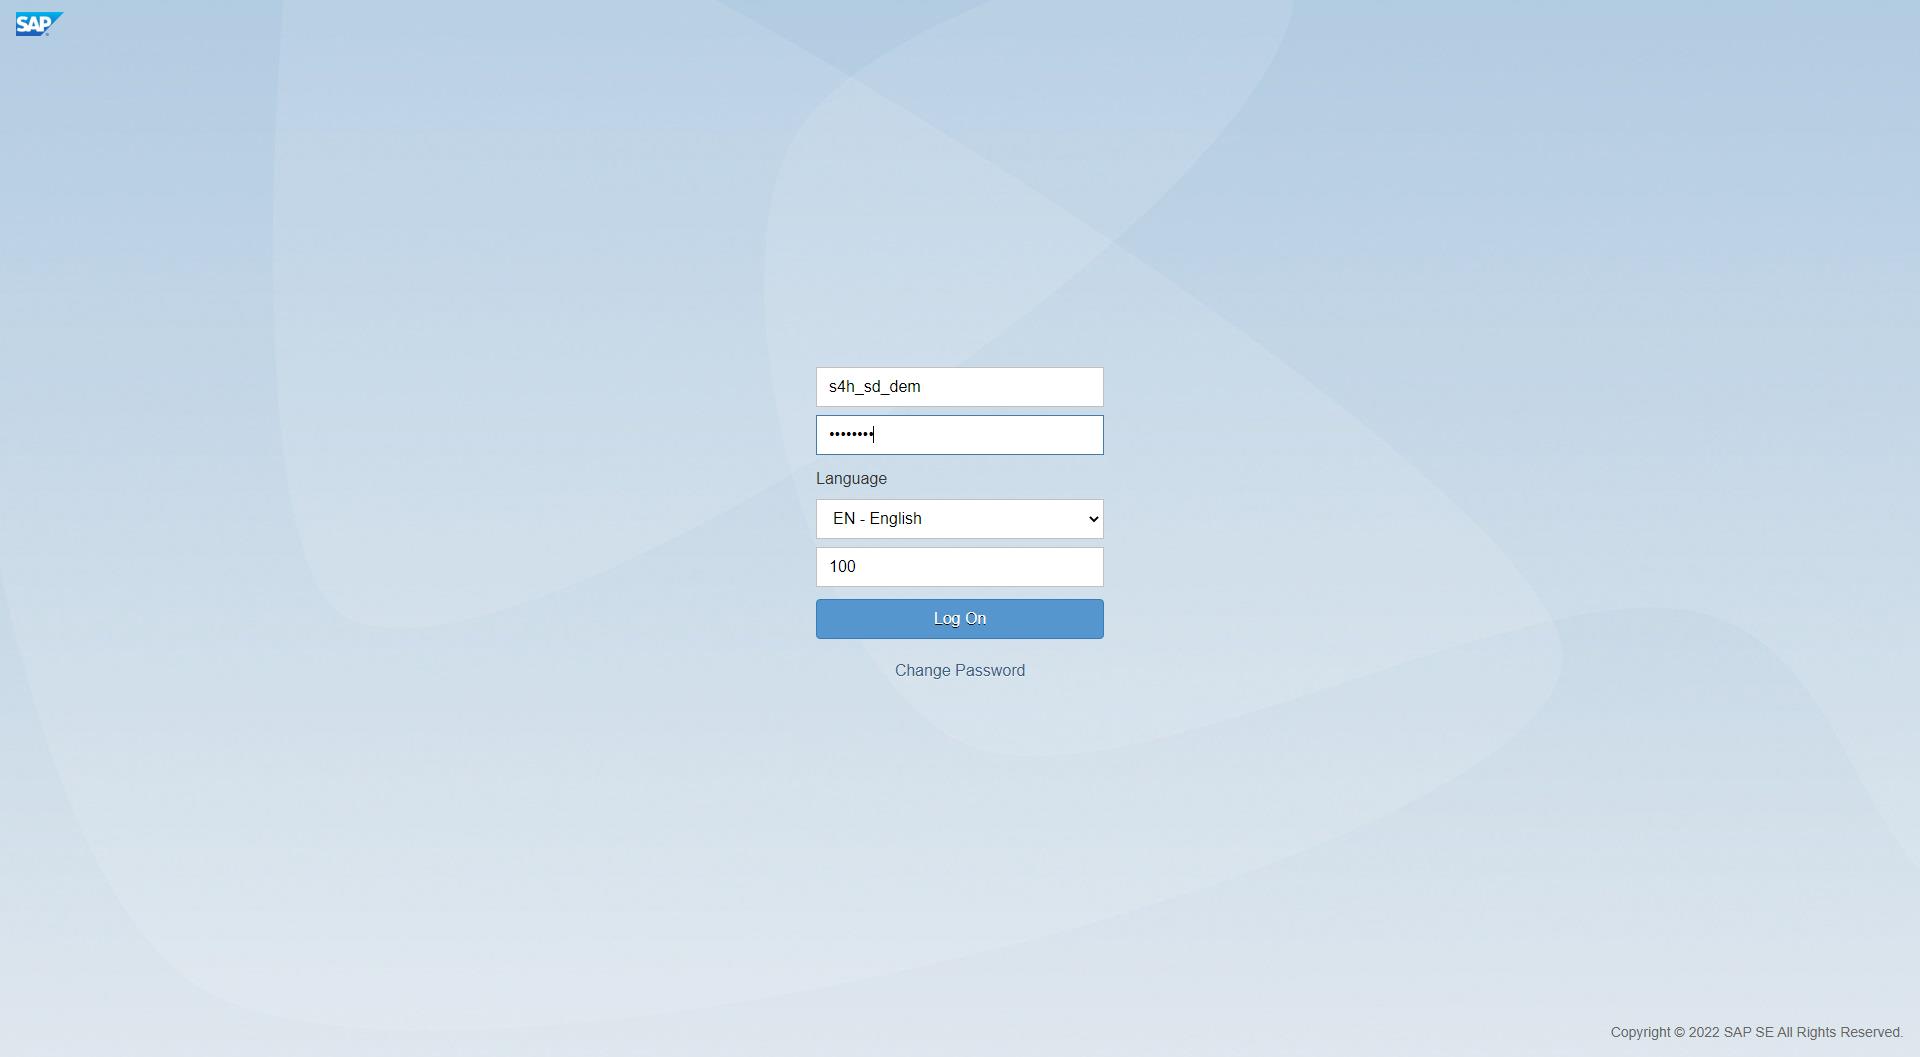 SAP
s4h_sd_dem
••••••••
Language
EN - English
100
Log On
Change Password
Copyright © 2022 SAP SE All Rights Reserved.